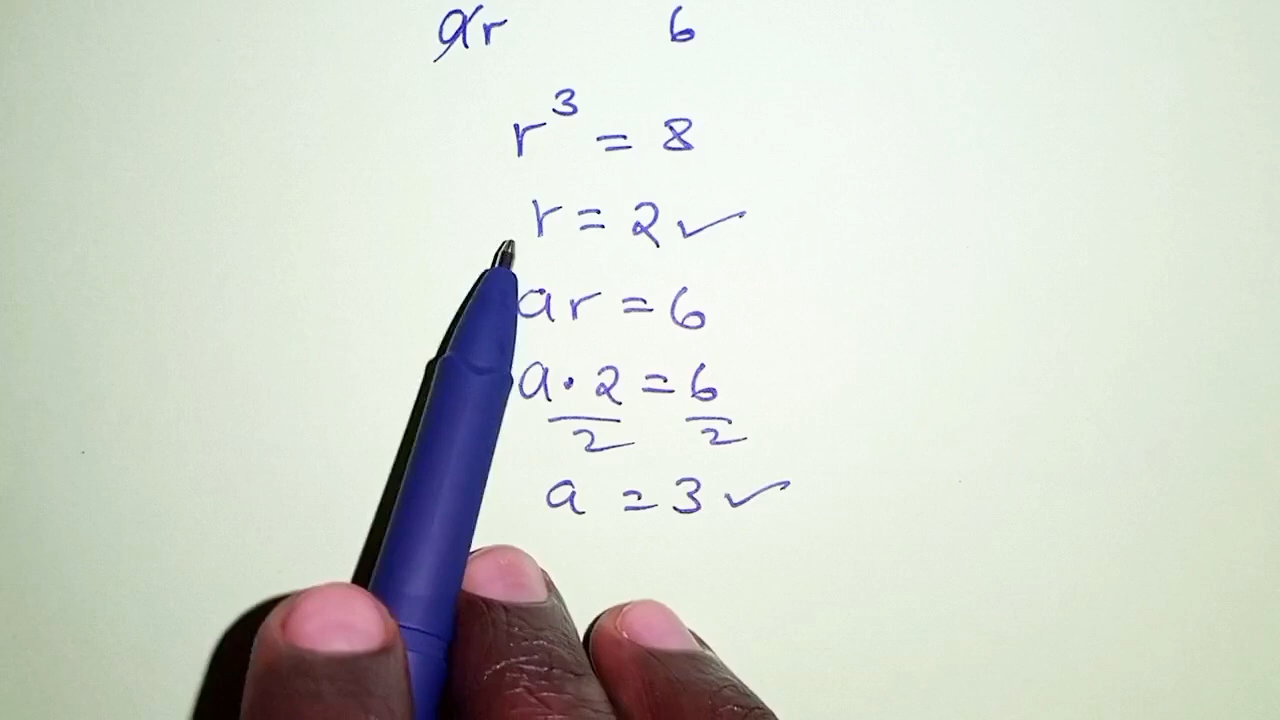 ar 6
r³ = 8
r = 2 ✓
ar = 6
a · 2 = 6
2 2
a = 3 ✓